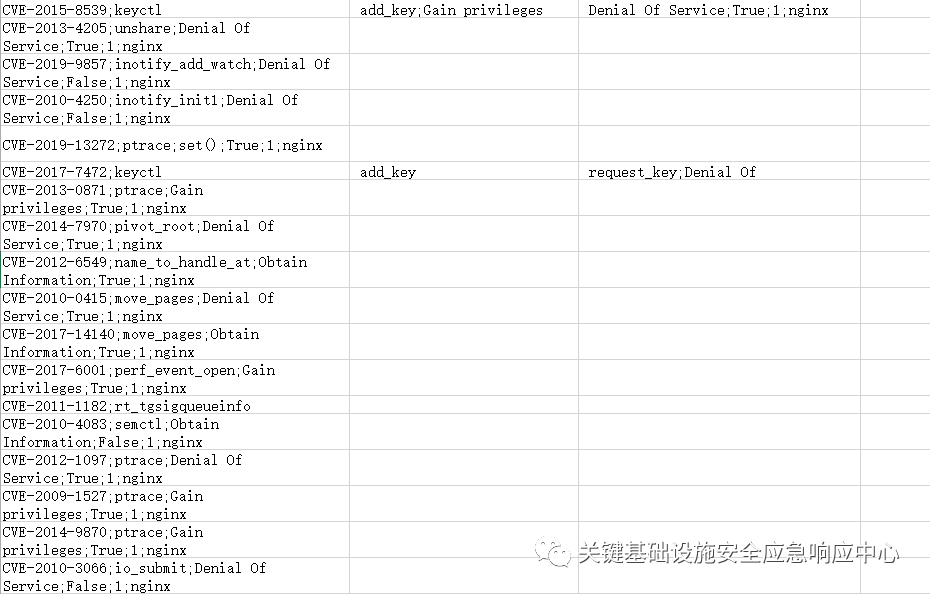 CVE-2015-8539;keyctl add_key;Gain privileges Denial Of Service;True;1;nginx
CVE-2013-4205;unshare;Denial Of
Service;True;1;nginx
CVE-2019-9857;inotify_add_watch;Denial Of
Service;False;1;nginx
CVE-2010-4250;inotify_init1;Denial Of
Service;False;1;nginx
CVE-2019-13272;ptrace;set();True;1;nginx
CVE-2017-7472;keyctl add_key request_key;Denial Of
CVE-2013-0871;ptrace;Gain
privileges;True;1;nginx
CVE-2014-7970;pivot_root;Denial Of
Service;True;1;nginx
CVE-2012-6549;name_to_handle_at;Obtain
Information;True;1;nginx
CVE-2010-0415;move_pages;Denial Of
Service;True;1;nginx
CVE-2017-14140;move_pages;Obtain
Information;True;1;nginx
CVE-2017-6001;perf_event_open;Gain
privileges;True;1;nginx
CVE-2011-1182;rt_tgsigqueueinfo
CVE-2010-4083;semctl;Obtain
Information;False;1;nginx
CVE-2012-1097;ptrace;Denial Of
Service;True;1;nginx
CVE-2009-1527;ptrace;Gain
privileges;True;1;nginx
CVE-2014-9870;ptrace;Gain
privileges;True;1;nginx
CVE-2010-3066;io_submit;Denial Of
Service;False;1;nginx
关键基础设施安全应急响应中心